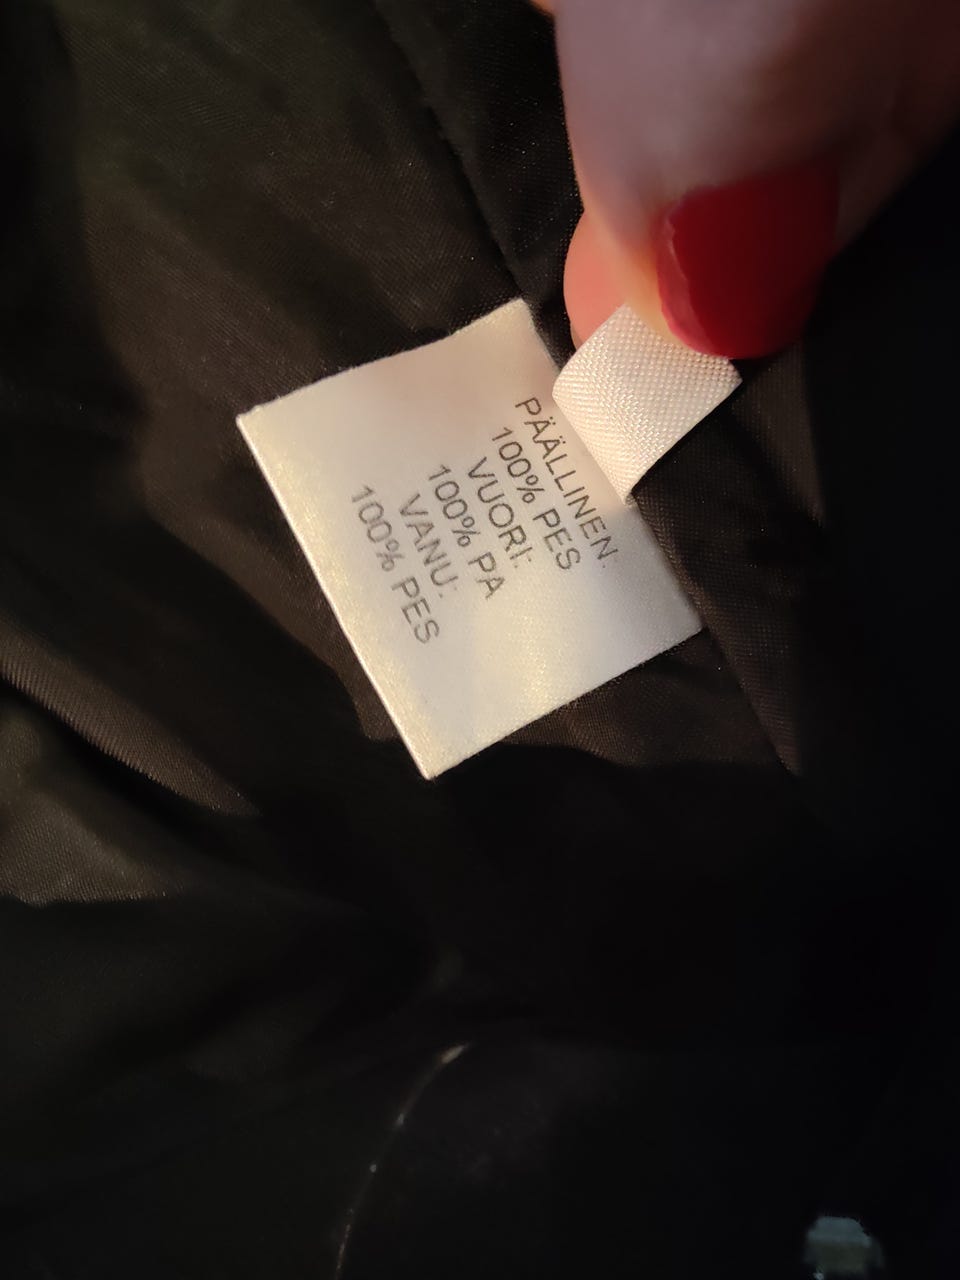 PÄÄLLINEN:
100% PES
VUORI:
100% PA
VANU:
100% PES